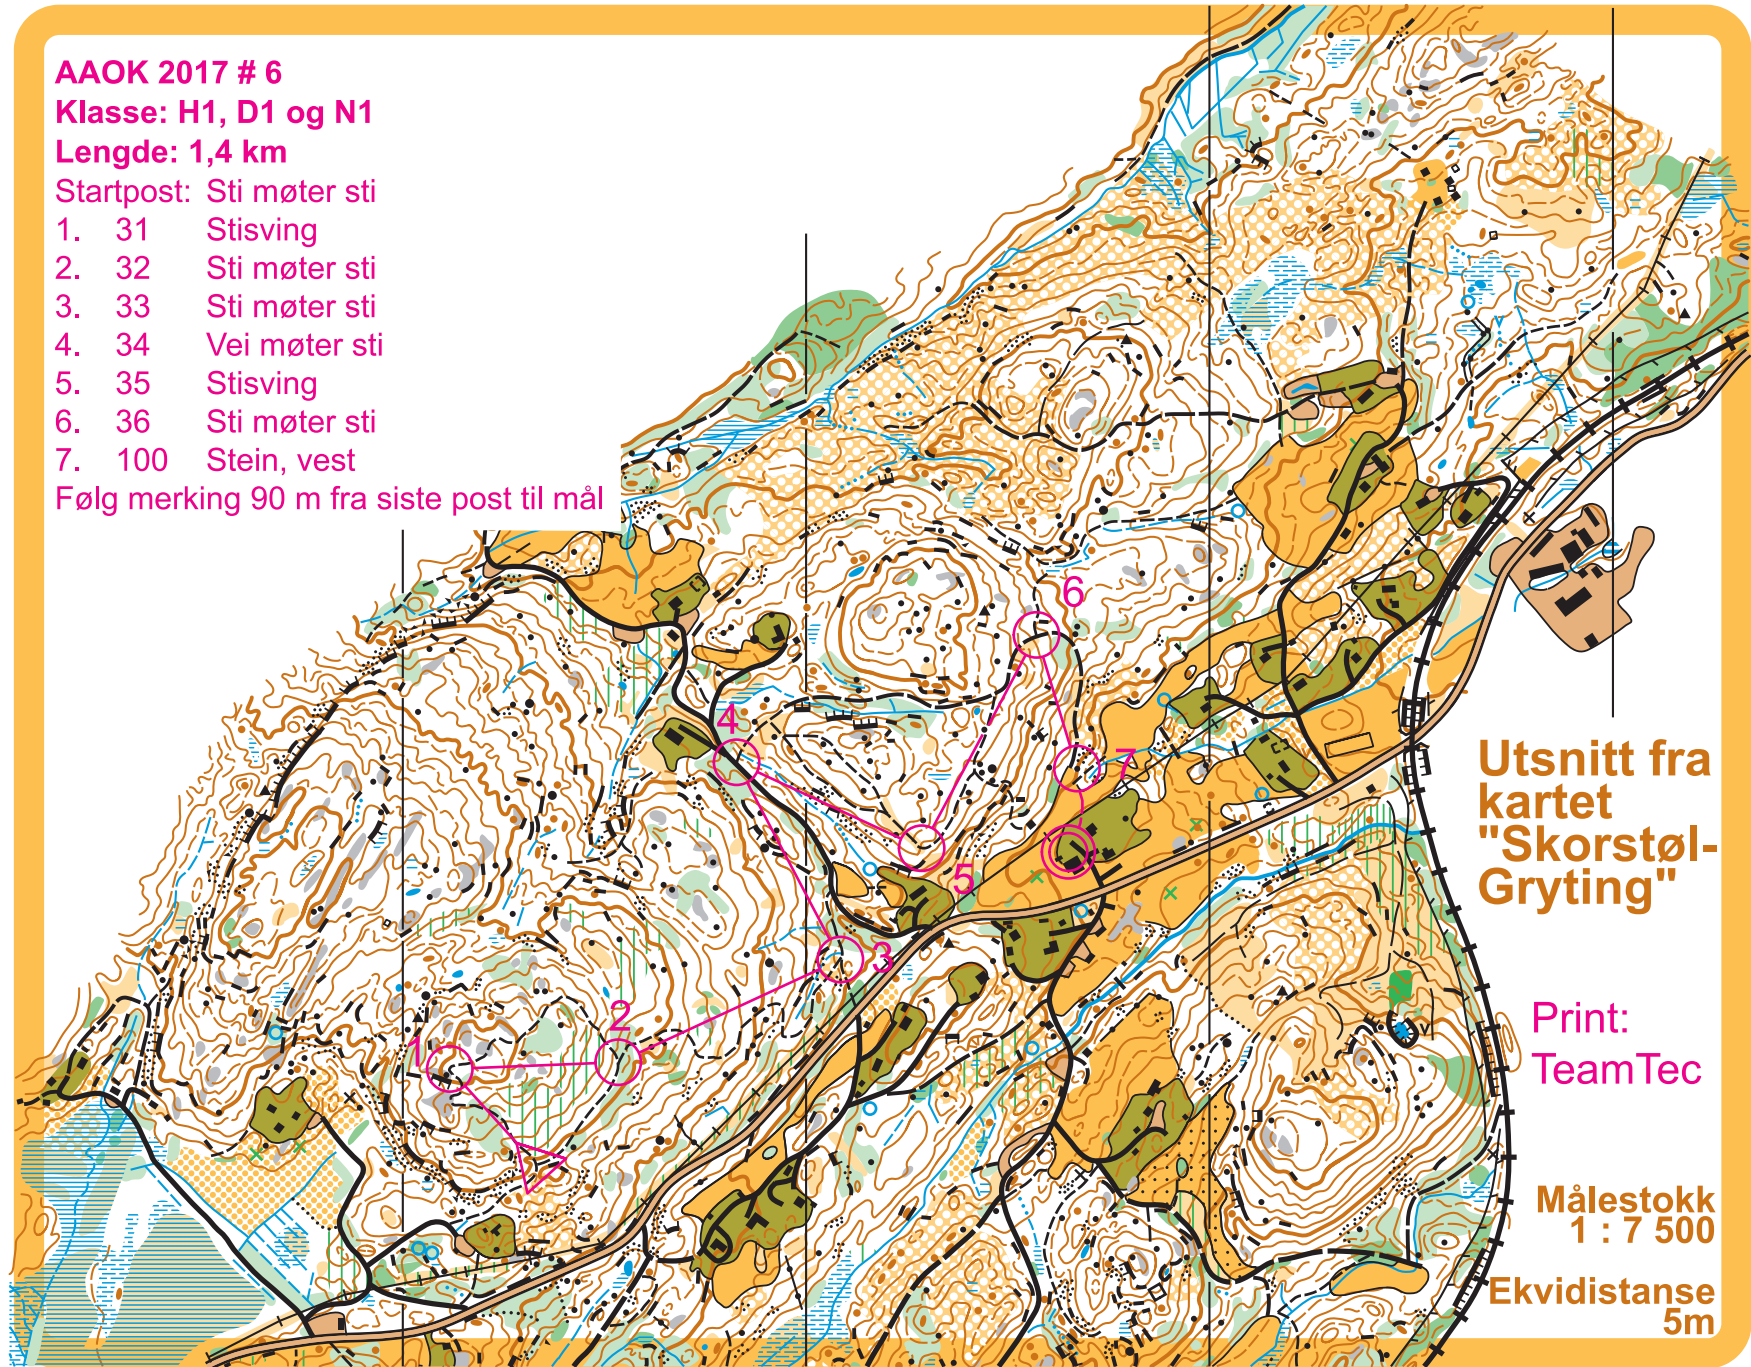 AAOK 2017 # 6
Klasse: H1, D1 og N1
Lengde: 1,4 km
Startpost: Sti møter sti
1. 31 Stisving
2. 32 Sti møter sti
3. 33 Sti møter sti
4. 34 Vei møter sti
5. 35 Stisving
6. 36 Sti møter sti
7. 100 Stein, vest
Følg merking 90 m fra siste post til mål
6
4
7
5
3
2
1
Utsnitt fra
kartet
"Skorstøl-
Gryting"
Print:
TeamTec
Målestokk
1 : 7 500
Ekvidistanse
5m